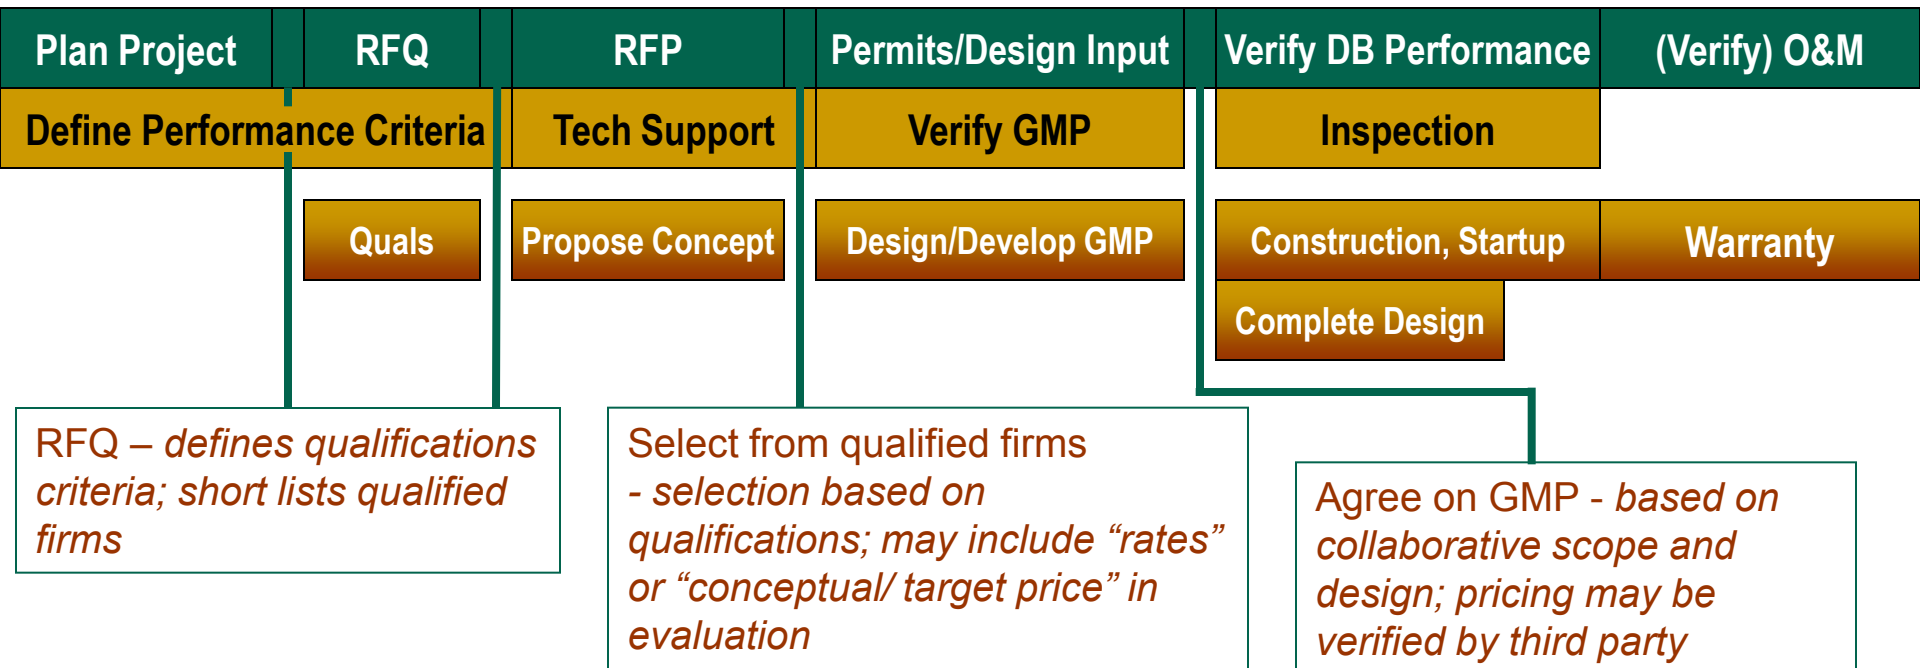 Plan Project
RFQ
RFP
Permits/Design Input
Verify DB Performance
(Verify) O&M
Define Performance Criteria
Tech Support
Verify GMP
Inspection
Quals
Propose Concept
Design/Develop GMP
Construction, Startup
Warranty
Complete Design
RFQ – defines qualifications
criteria; short lists qualified
firms
Select from qualified firms
- selection based on
qualifications; may include “rates”
or “conceptual/ target price” in
evaluation
Agree on GMP - based on
collaborative scope and
design; pricing may be
verified by third party